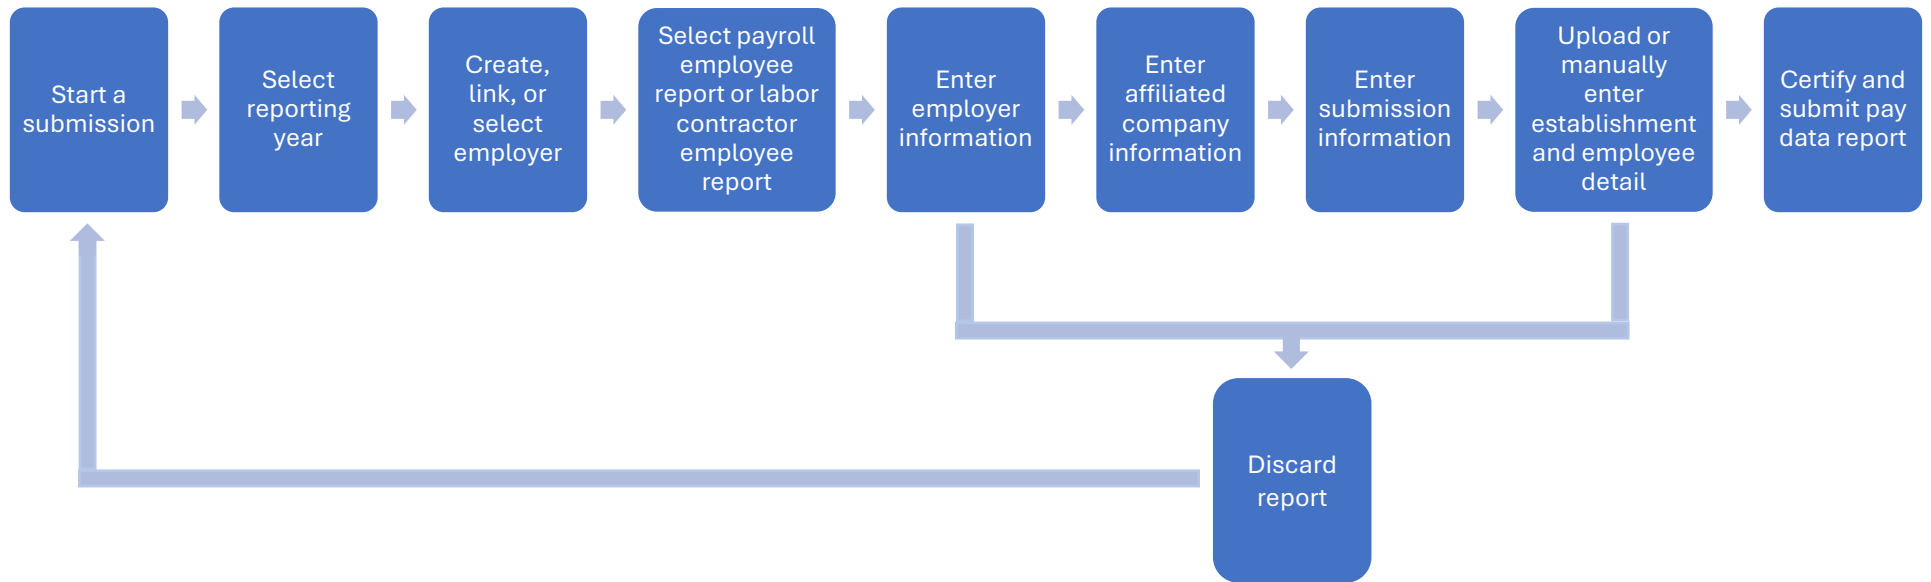 Start a
submission
Select
reporting
year
Create,
link, or
select
employer
Select payroll
employee
report or labor
contractor
employee
report
Enter
employer
information
Enter
affiliated
company
information
Enter
submission
information
Upload or
manually
enter
establishment
and employee
detail
Certify and
submit pay
data report
Discard
report